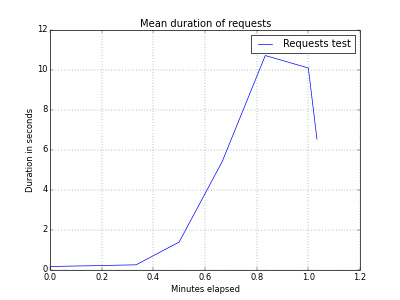 Mean duration of requests
Requests test
Duration in seconds
12
10
8
6
4
2
0
0.0 0.2 0.4 0.6 0.8 1.0 1.2
Minutes elapsed